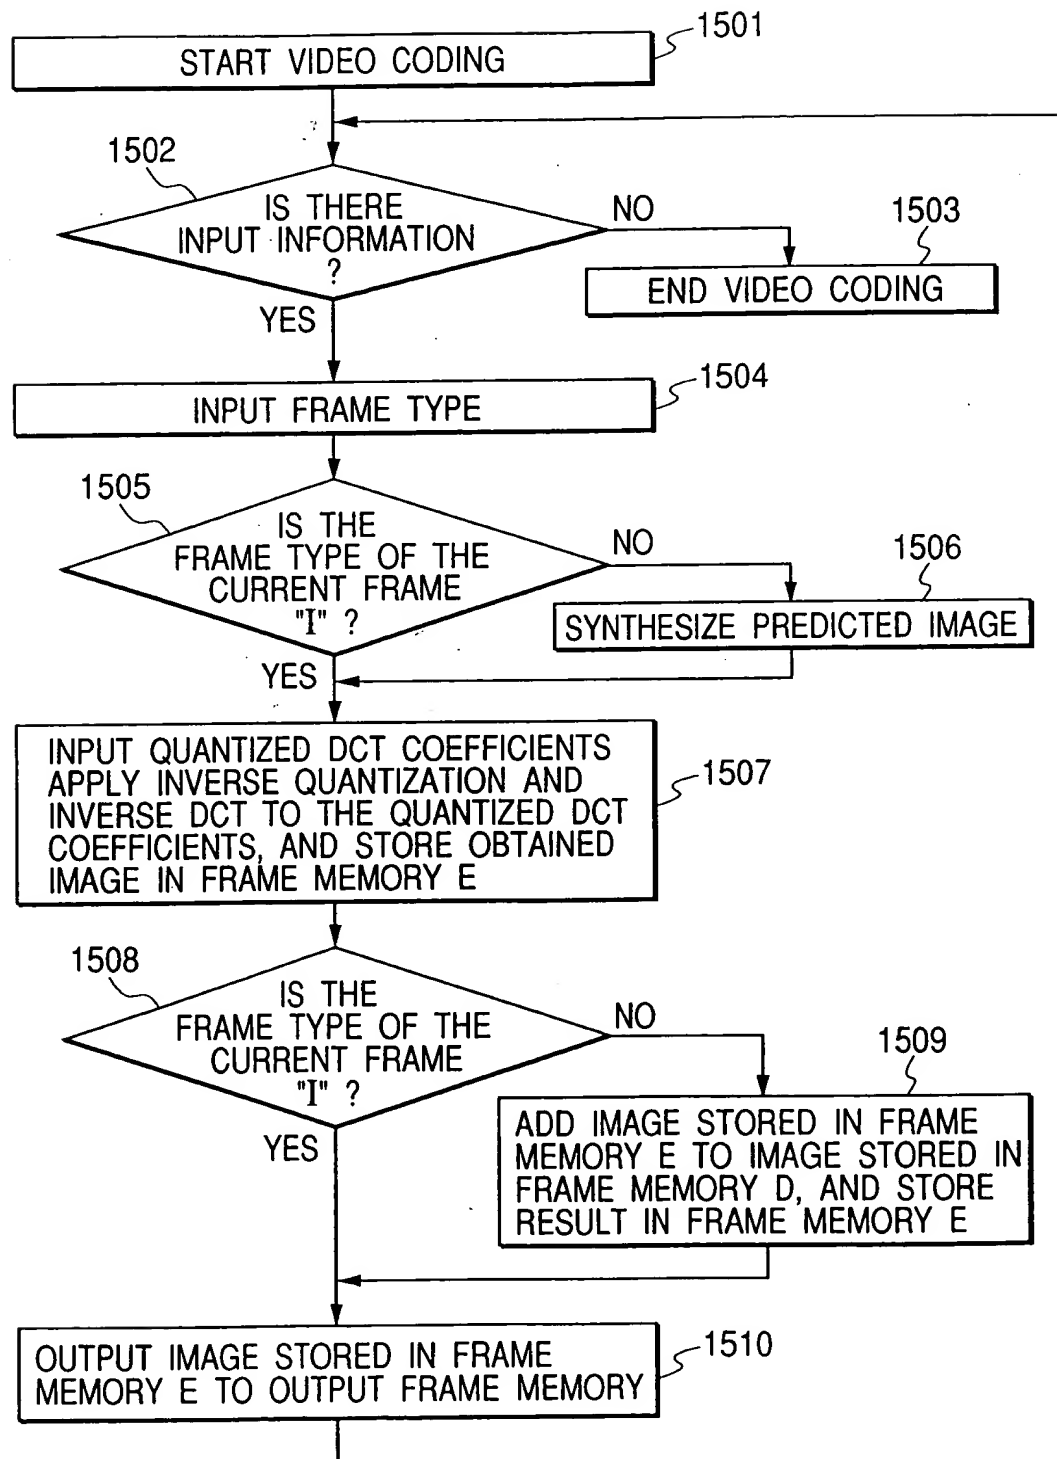 1501
START VIDEO CODING
1502
IS THERE
INPUT INFORMATION
?
NO
1503
END VIDEO CODING
YES
1504
INPUT FRAME TYPE
1505
IS THE
FRAME TYPE OF THE
CURRENT FRAME
"I" ?
NO
1506
SYNTHESIZE PREDICTED IMAGE
YES
INPUT QUANTIZED DCT COEFFICIENTS
APPLY INVERSE QUANTIZATION AND
INVERSE DCT TO THE QUANTIZED DCT
COEFFICIENTS, AND STORE OBTAINED
IMAGE IN FRAME MEMORY E
1507
1508
IS THE
FRAME TYPE OF THE
CURRENT FRAME
"I" ?
NO
1509
ADD IMAGE STORED IN FRAME
MEMORY E TO IMAGE STORED IN
FRAME MEMORY D, AND STORE
RESULT IN FRAME MEMORY E
YES
1510
OUTPUT IMAGE STORED IN FRAME
MEMORY E TO OUTPUT FRAME MEMORY